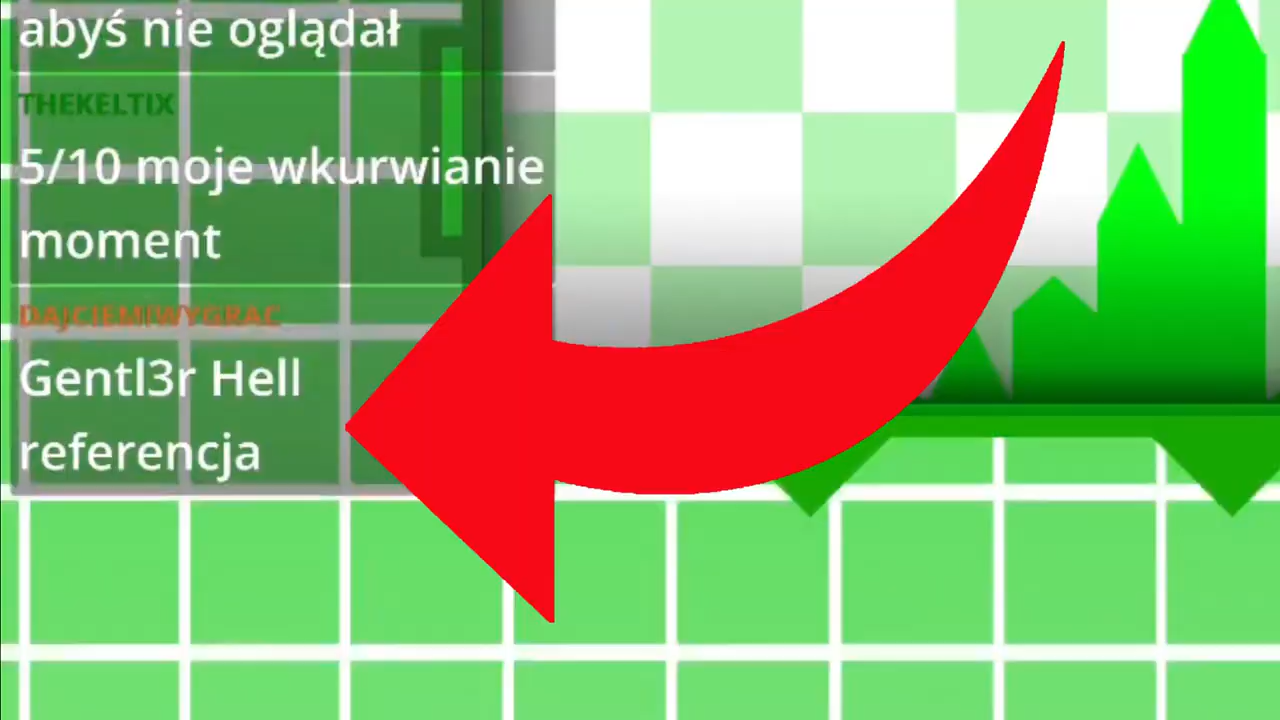 abyś nie oglądał
THEKELTIX
5/10 moje wkurwianie
moment
DAJCIEMIWYGRAC
Gentl3r Hell
referencja